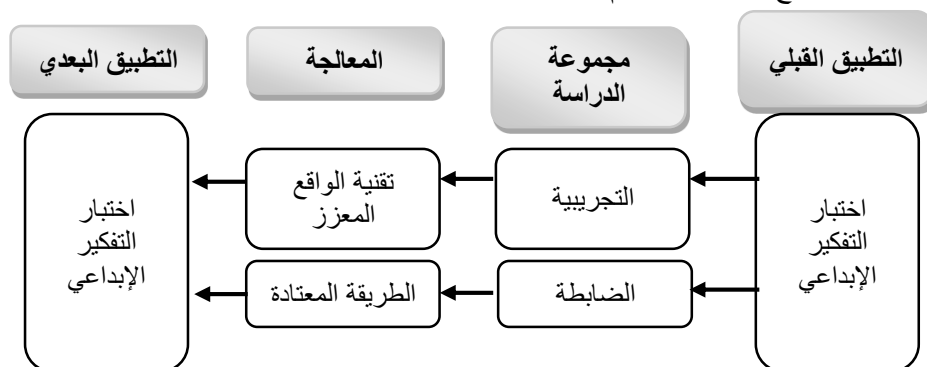 التطبيق القبلي
مجموعة
الدراسة
المعالجة
التطبيق البعدي
اختبار
التفكير
الإبداعي
التجريبية
تقنية الواقع
المعزز
الضابطة
الطريقة المعتادة
اختبار
التفكير
الإبداعي